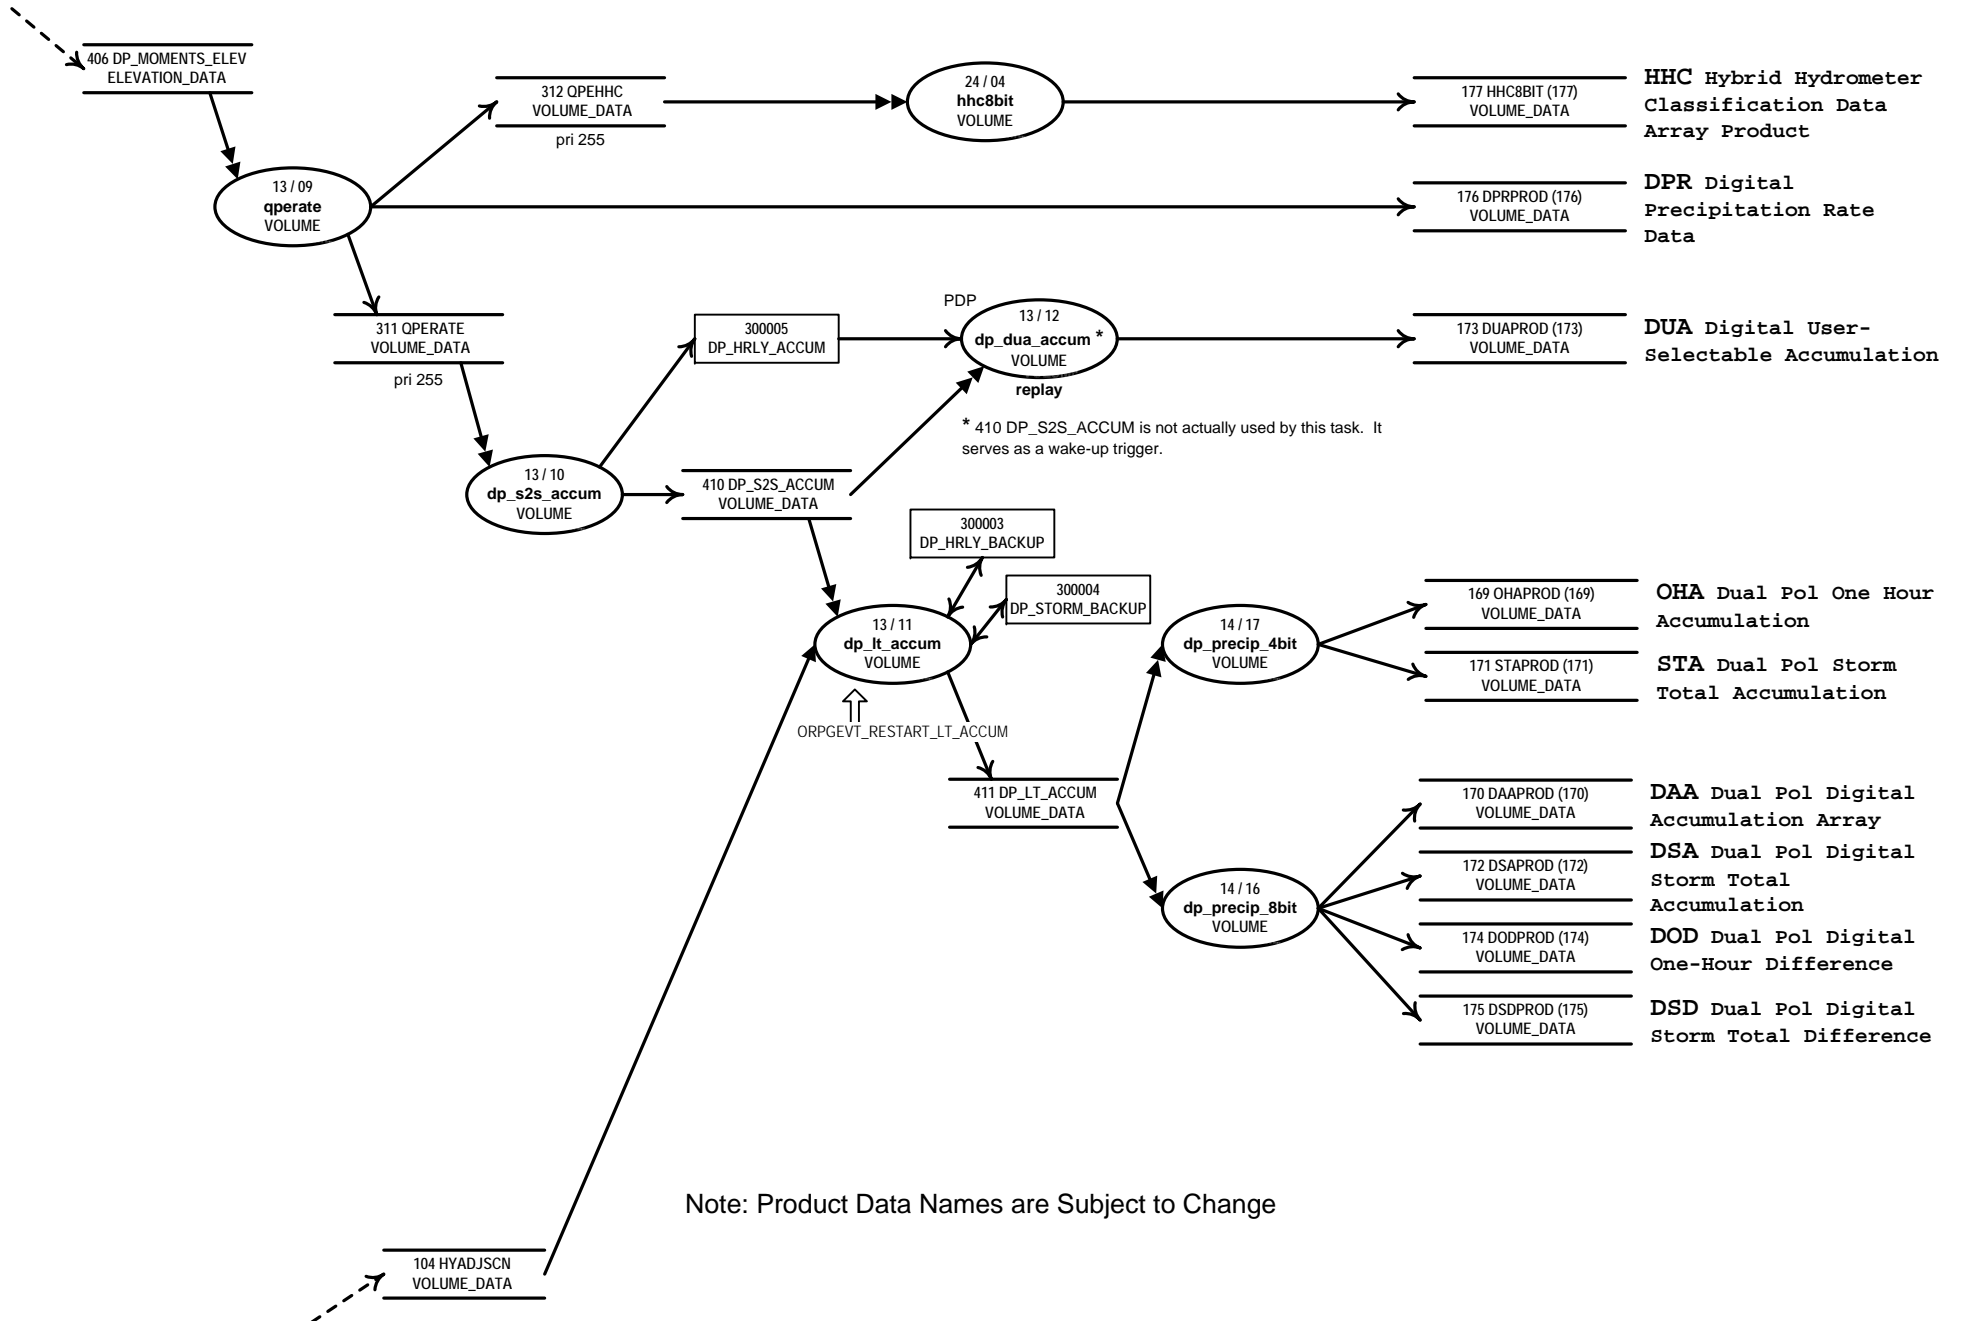 406 DP_MOMENTS_ELEV
ELEVATION_DATA
312 QPEHHC
VOLUME_DATA
pri 255
24 / 04
hhc8bit
VOLUME
177 HHC8BIT (177)
VOLUME_DATA
HHC Hybrid Hydrometer
Classification Data
Array Product
13 / 09
qperate
VOLUME
176 DPRPROD (176)
VOLUME_DATA
DPR Digital
Precipitation Rate
Data
311 QPERATE
VOLUME_DATA
pri 255
300005
DP_HRLY_ACCUM
PDP
13 / 12
dp_dua_accum *
VOLUME
replay
173 DUAPROD (173)
VOLUME_DATA
DUA Digital User-
Selectable Accumulation
* 410 DP_S2S_ACCUM is not actually used by this task. It
serves as a wake-up trigger.
13 / 10
dp_s2s_accum
VOLUME
410 DP_S2S_ACCUM
VOLUME_DATA
300003
DP_HRLY_BACKUP
300004
DP_STORM_BACKUP
13 / 11
dp_lt_accum
VOLUME
ORPGEVT_RESTART_LT_ACCUM
14 / 17
dp_precip_4bit
VOLUME
169 OHAPROD (169)
VOLUME_DATA
OHA Dual Pol One Hour
Accumulation
171 STAPROD (171)
VOLUME_DATA
STA Dual Pol Storm
Total Accumulation
411 DP_LT_ACCUM
VOLUME_DATA
14 / 16
dp_precip_8bit
VOLUME
170 DAAPROD (170)
VOLUME_DATA
DAA Dual Pol Digital
Accumulation Array
172 DSAPROD (172)
VOLUME_DATA
DSA Dual Pol Digital
Storm Total
Accumulation
174 DODPROD (174)
VOLUME_DATA
DOD Dual Pol Digital
One-Hour Difference
175 DSDPROD (175)
VOLUME_DATA
DSD Dual Pol Digital
Storm Total Difference
Note: Product Data Names are Subject to Change
104 HYADJSCN
VOLUME_DATA